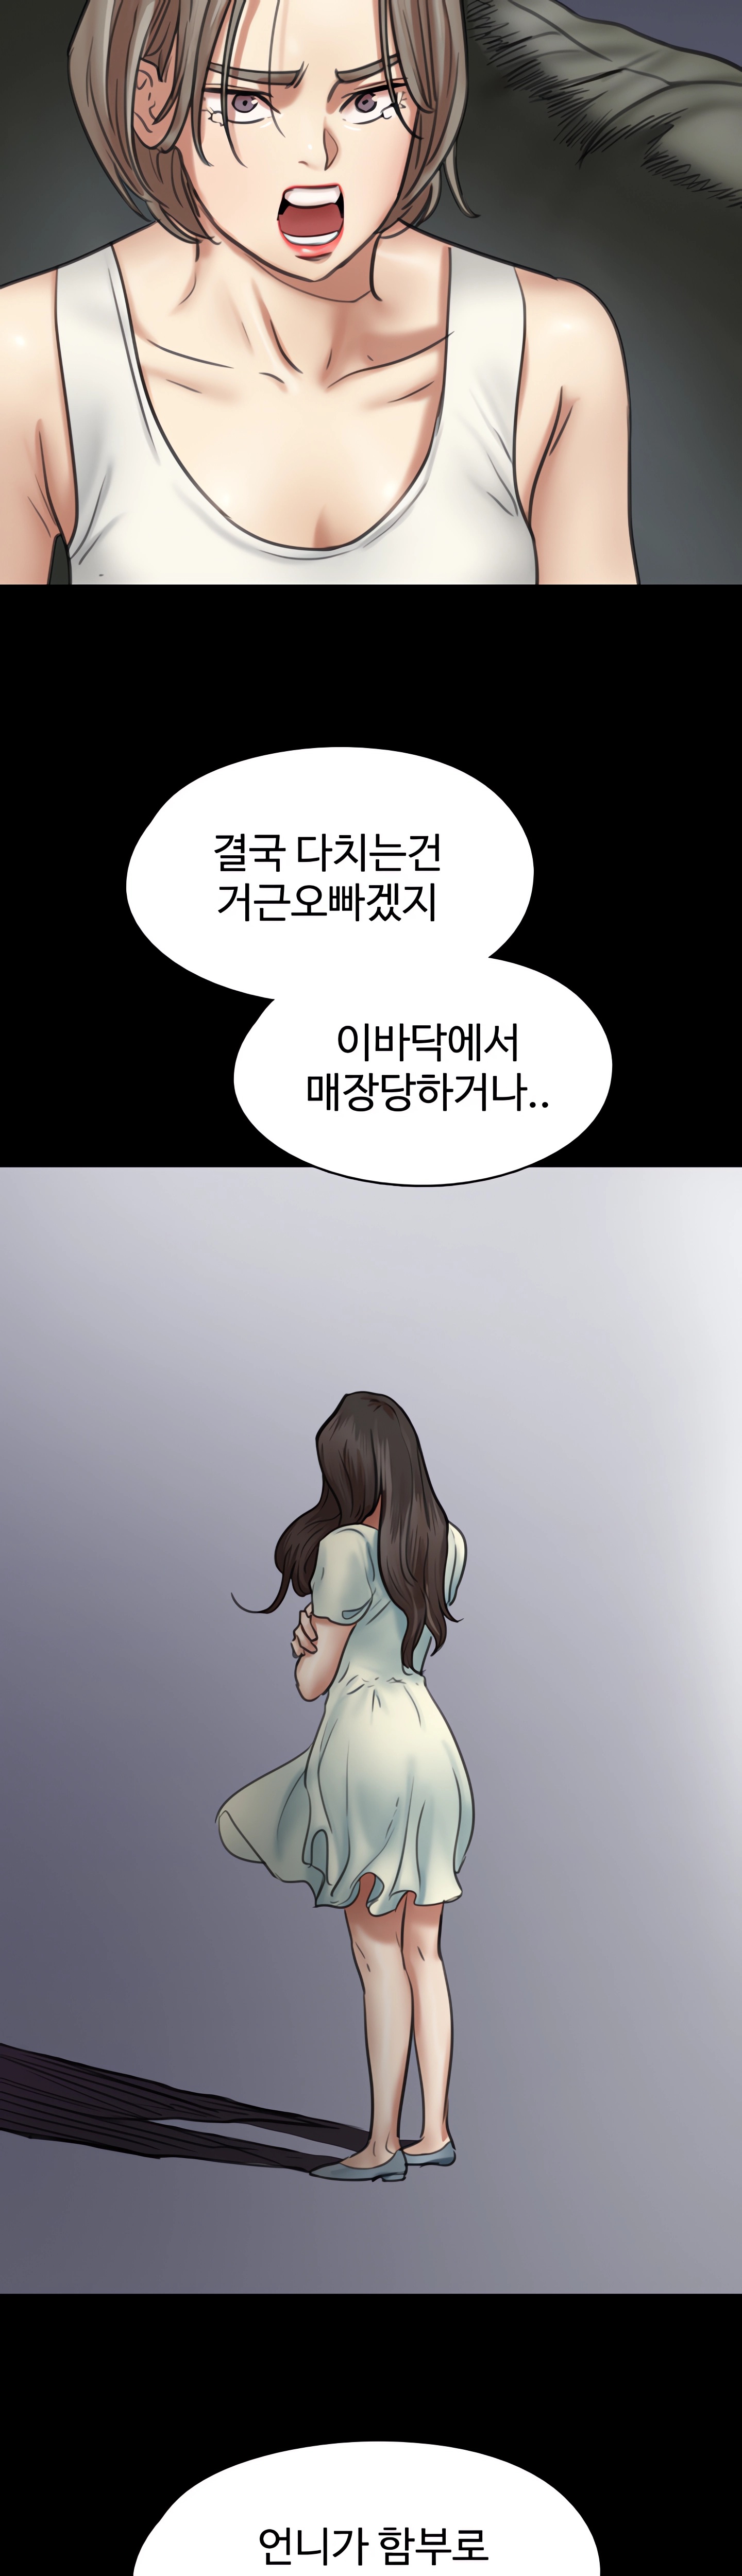 결국 다치는건
거근오빠겠지
이바닥에서
매장당하거나..
언니가 함부로